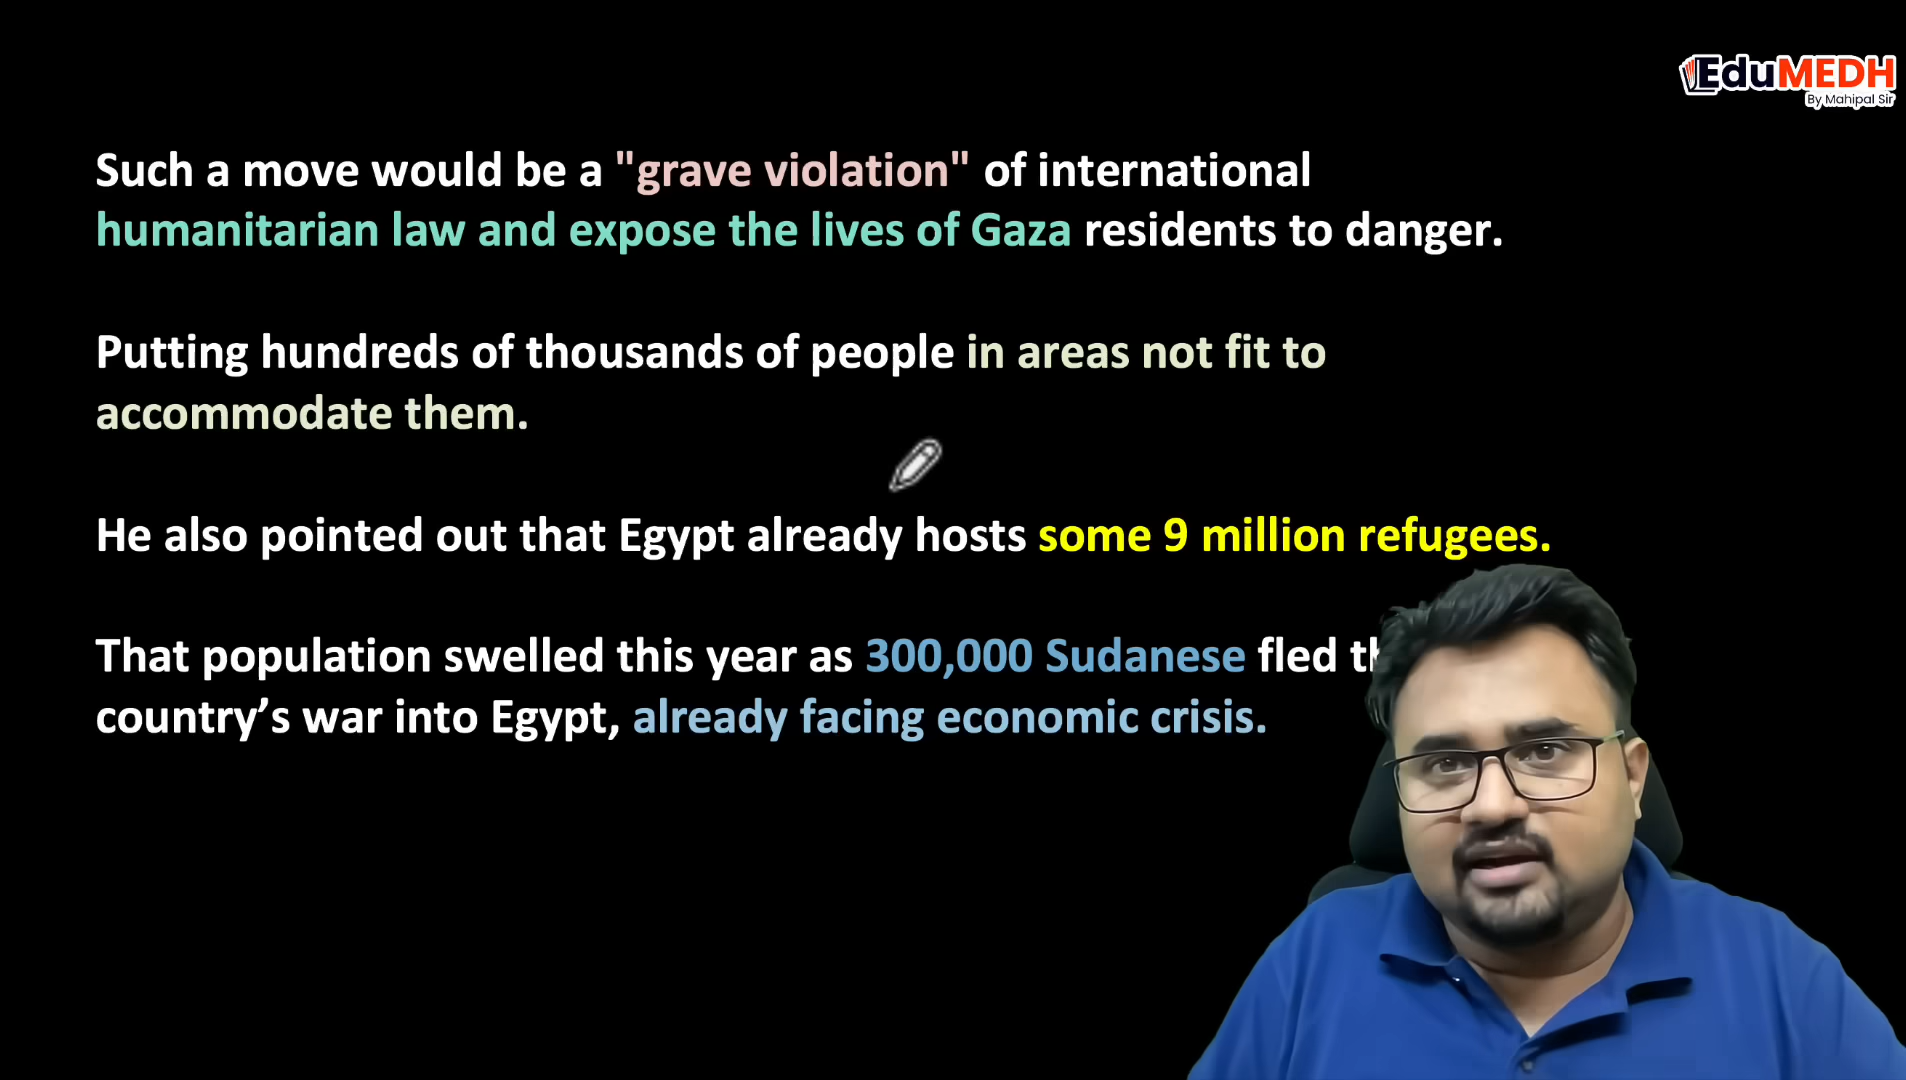 EduMEDH
By Mahipal Sir
Such a move would be a "grave violation" of international
humanitarian law and expose the lives of Gaza residents to danger.
Putting hundreds of thousands of people in areas not fit to
accommodate them.
He also pointed out that Egypt already hosts some 9 million refugees.
That population swelled this year as 300,000 Sudanese fled
country’s war into Egypt, already facing economic crisis.